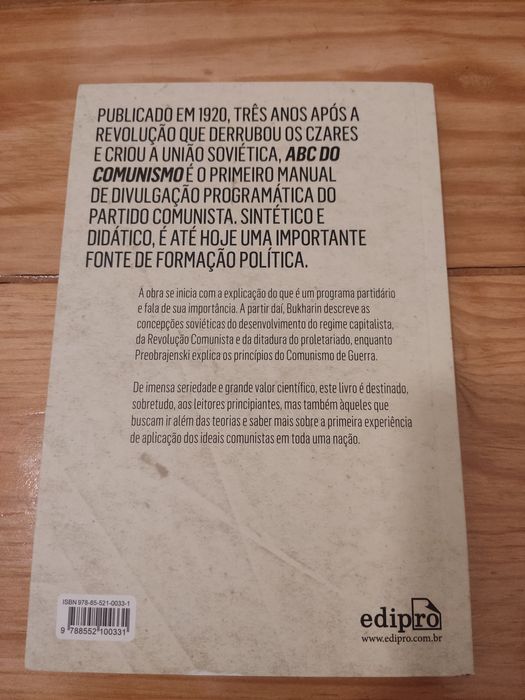 PUBLICADO EM 1920, TRÊS ANOS APÓS A
REVOLUÇÃO QUE DERRUBOU OS CZARES
E CRIOU A UNIÃO SOVIÉTICA, ABC DO
COMUNISMO É O PRIMEIRO MANUAL
DE DIVULGAÇÃO PROGRAMÁTICA DO
PARTIDO COMUNISTA. SINTÉTICO E
DIDÁTICO, É ATÉ HOJE UMA IMPORTANTE
FONTE DE FORMAÇÃO POLÍTICA.
A obra se inicia com a explicação do que é um programa partidário
e fala de sua importância. A partir daí, Bukharin descreve as
concepções soviéticas do desenvolvimento do regime capitalista,
da Revolução Comunista e da ditadura do proletariado, enquanto
Preobrajenski explica os princípios do Comunismo de Guerra.
De imensa seriedade e grande valor científico, este livro é destinado,
sobretudo, aos leitores principiantes, mas também àqueles que
buscam ir além das teorias e saber mais sobre a primeira experiência
de aplicação dos ideais comunistas em toda uma nação.
ISBN 978-85-521-0033-1
9 788552 100331
edipro
www.edipro.com.br